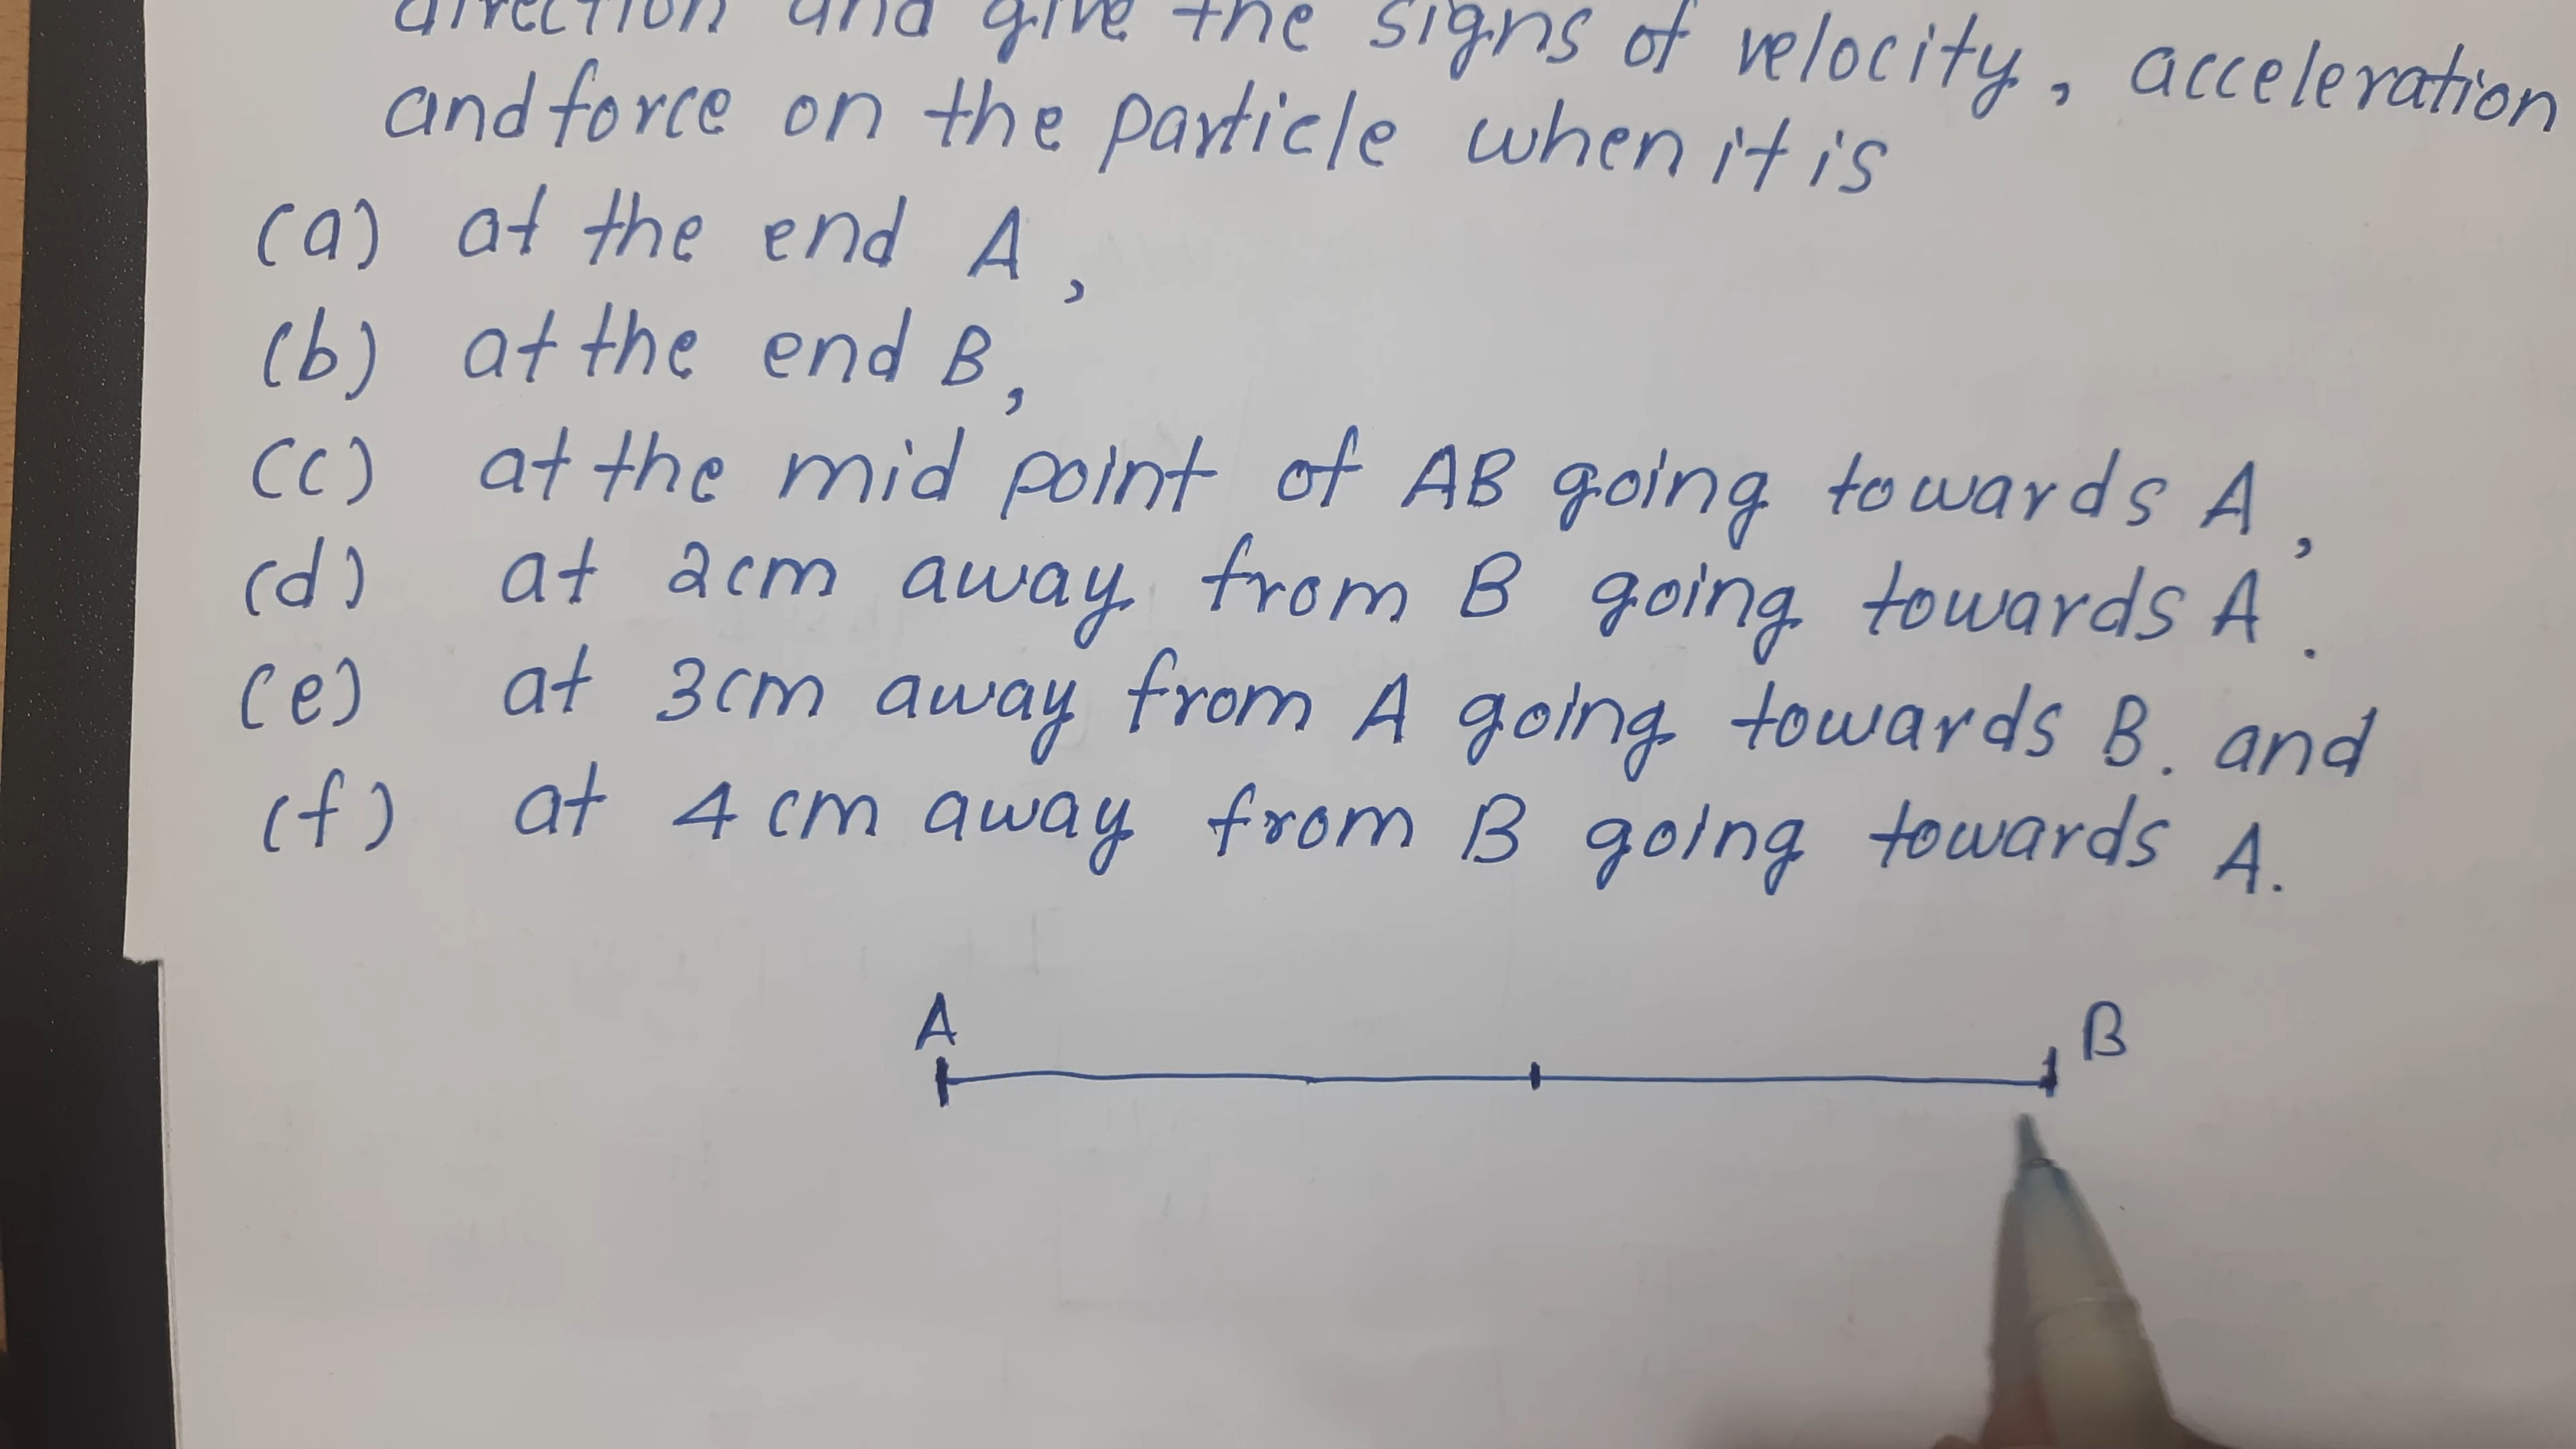 direction and give the signs of velocity, acceleration
and force on the particle when it is
(a) at the end A,
(b) at the end B,
(c) at the mid point of AB going towards A,
(d) at 2cm away from B going towards A.
(e) at 3cm away from A going towards B. and
(f) at 4cm away from B going towards A.
A B